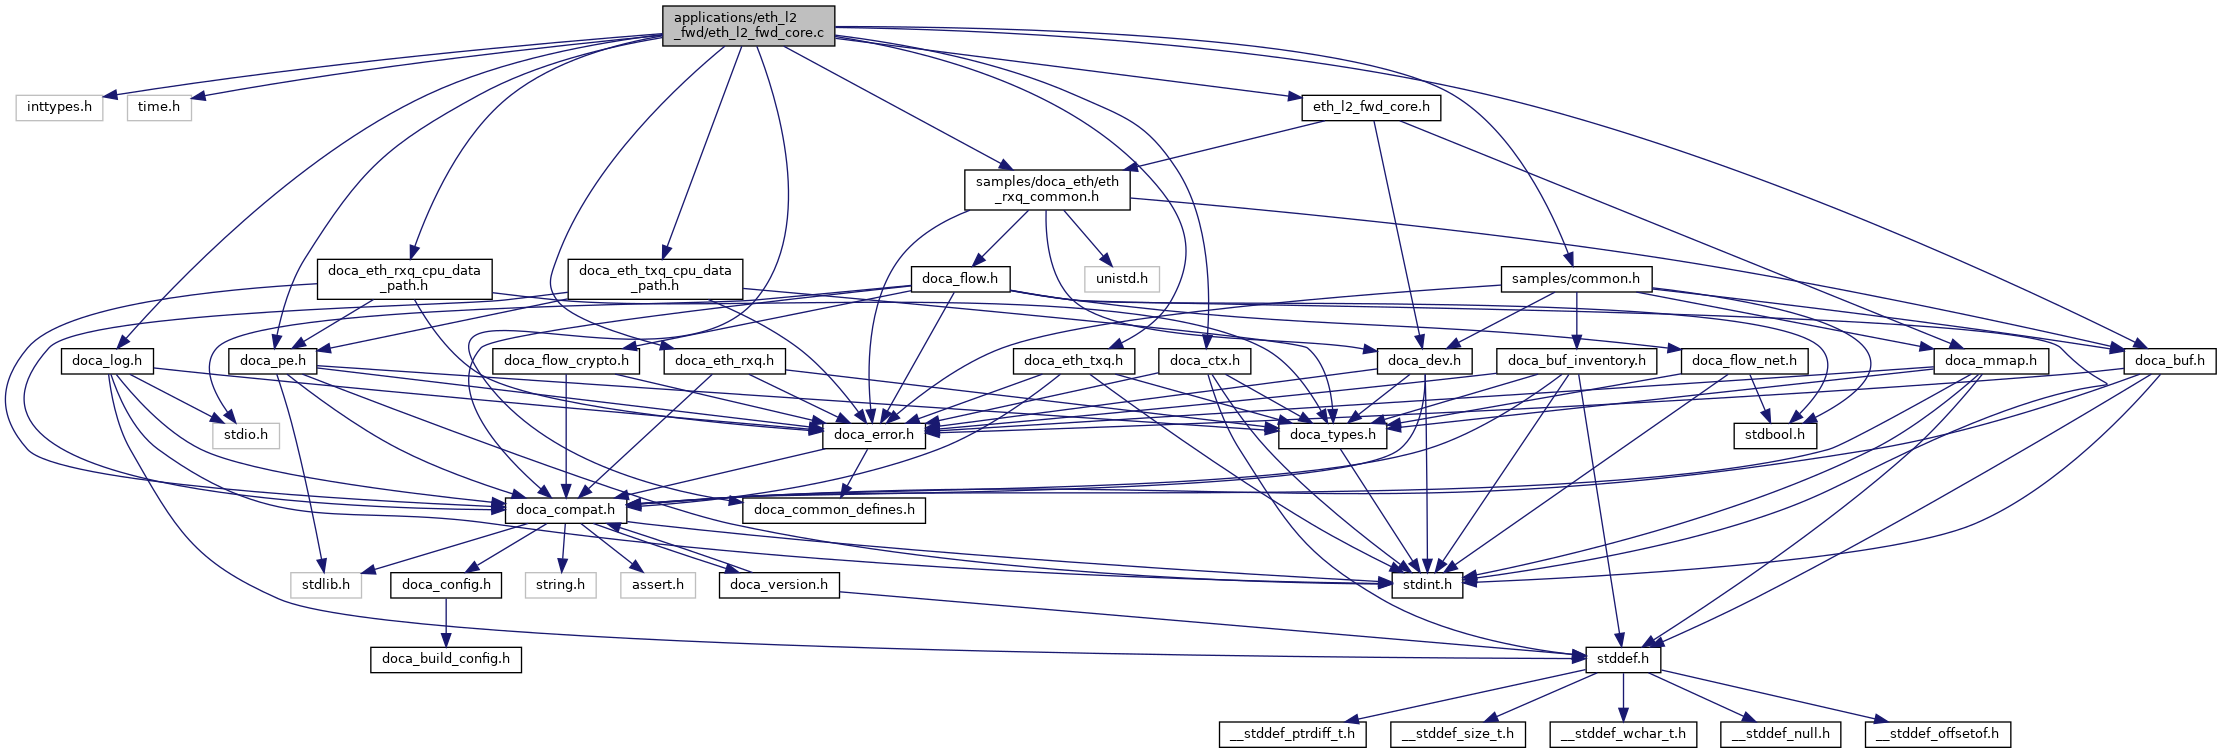 applications/eth_l2
_fwd/eth_l2_fwd_core.c
inttypes.h
time.h
eth_l2_fwd_core.h
samples/doca_eth/eth
_rxq_common.h
doca_eth_rxq_cpu_data
_path.h
doca_eth_txq_cpu_data
_path.h
doca_flow.h
unistd.h
samples/common.h
doca_log.h
doca_pe.h
doca_flow_crypto.h
doca_eth_rxq.h
doca_eth_txq.h
doca_ctx.h
doca_dev.h
doca_buf_inventory.h
doca_flow_net.h
doca_mmap.h
doca_buf.h
stdio.h
doca_error.h
doca_types.h
stdbool.h
doca_compat.h
doca_common_defines.h
stdlib.h
doca_config.h
string.h
assert.h
doca_version.h
stdint.h
doca_build_config.h
stddef.h
__stddef_ptrdiff_t.h
__stddef_size_t.h
__stddef_wchar_t.h
__stddef_null.h
__stddef_offsetof.h